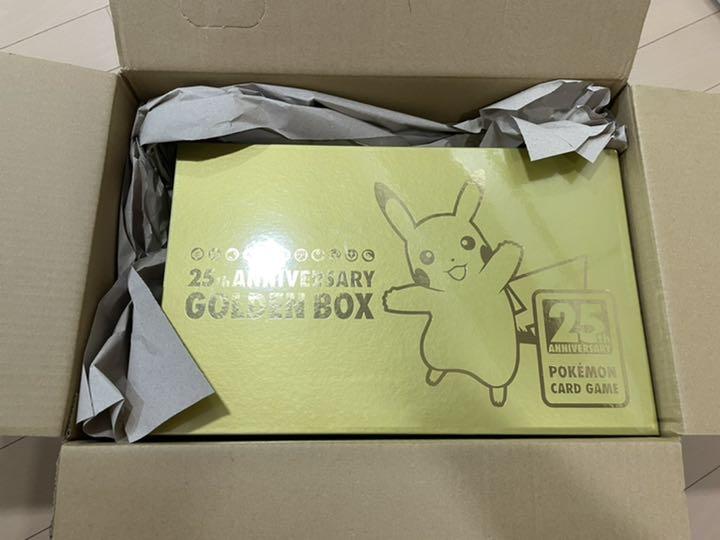 25th ANNIVERSARY
GOLDEN BOX
25th
ANNIVERSARY
POKÉMON
CARD GAME